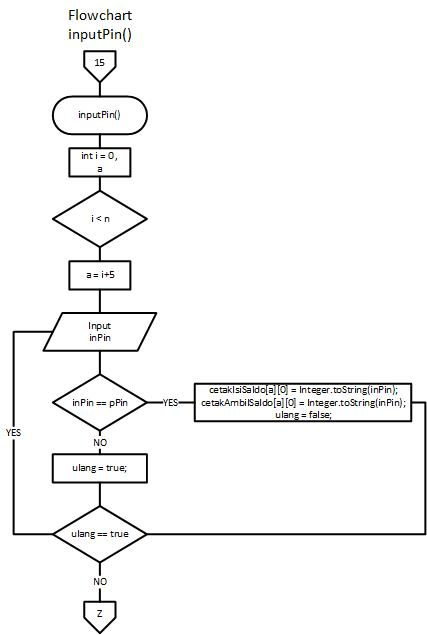 Flowchart
inputPin()
15
inputPin()
int i = 0,
a
i < n
a = i+5
Input
inPin
inPin == pPin
YES
cetakIsiSaldo[a][0] = Integer.toString(inPin);
cetakAmbilSaldo[a][0] = Integer.toString(inPin);
ulang = false;
YES
NO
ulang = true;
ulang == true
NO
Z